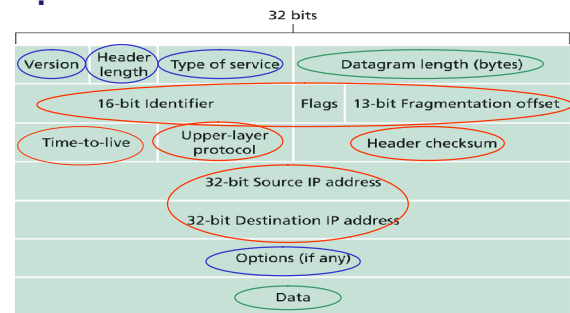 32 bits
Version Header length Type of service Datagram length (bytes)
16-bit Identifier Flags 13-bit Fragmentation offset
Time-to-live Upper-layer protocol Header checksum
32-bit Source IP address
32-bit Destination IP address
Options (if any)
Data